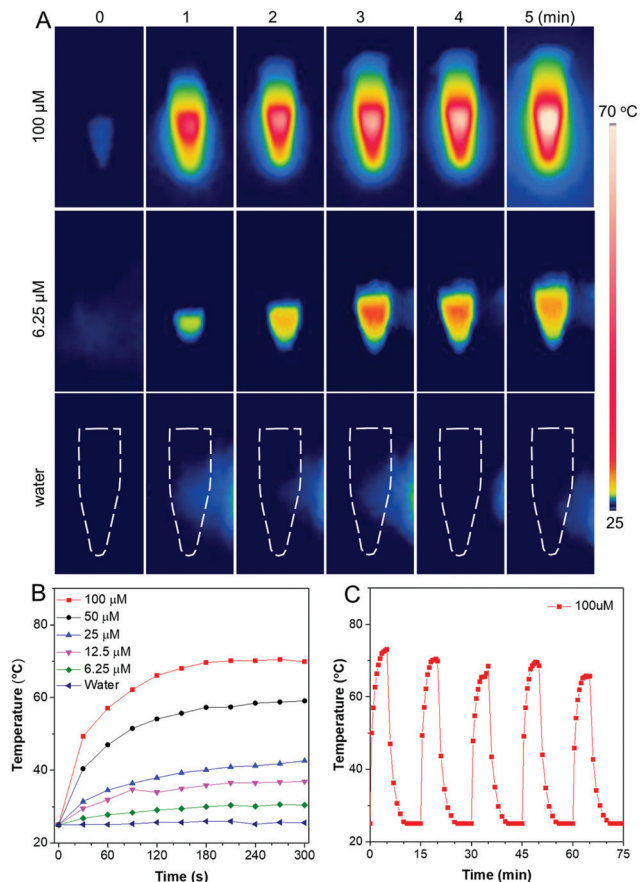 A
0 1 2 3 4 5 (min)
100 μM
6.25 μM
water
70 °C
25
B
100 μM
50 μM
25 μM
12.5 μM
6.25 μM
Water
Temperature (°C)
80
60
40
20
0 60 120 180 240 300
Time (s)
C
100uM
Temperature (°C)
80
60
40
20
0 15 30 45 60 75
Time (min)